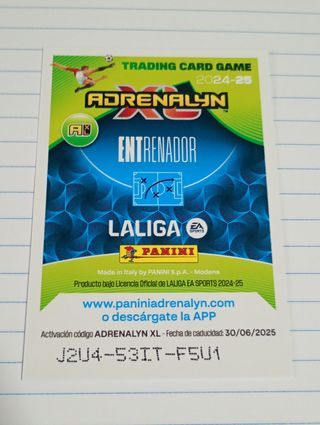 TRADING CARD GAME
2024-25
ADRENALYN
XL™
A XL
ENTRENADOR
LALIGA EA SPORTS
PANINI
Made in Italy by PANINI S.p.A. - Modena
Producto bajo Licencia Oficial de LALIGA EA SPORTS 2024-25
www.paniniadrenalyn.com
o descárgate la APP
Activación código ADRENALYN XL - Fecha de caducidad: 30/06/2025
J2U4-53IT-F5U1